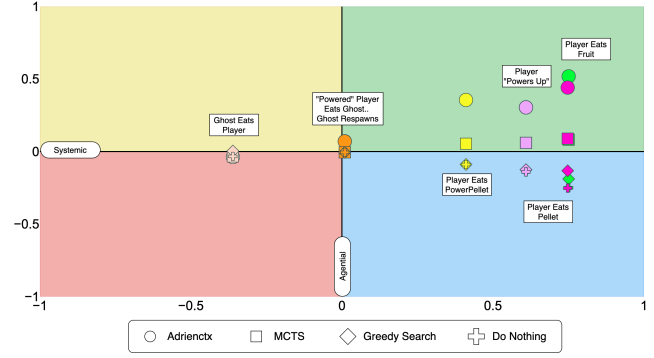 1
Player Eats
Fruit
Player
"Powers Up"
0.5
"Powered" Player
Eats Ghost..
Ghost Respawns
Ghost Eats
Player
Systemic
0
Player Eats
PowerPellet
Player Eats
Pellet
−0.5
Agential
−1
−1
−0.5
0
0.5
1
Adrienctx
MCTS
Greedy Search
Do Nothing